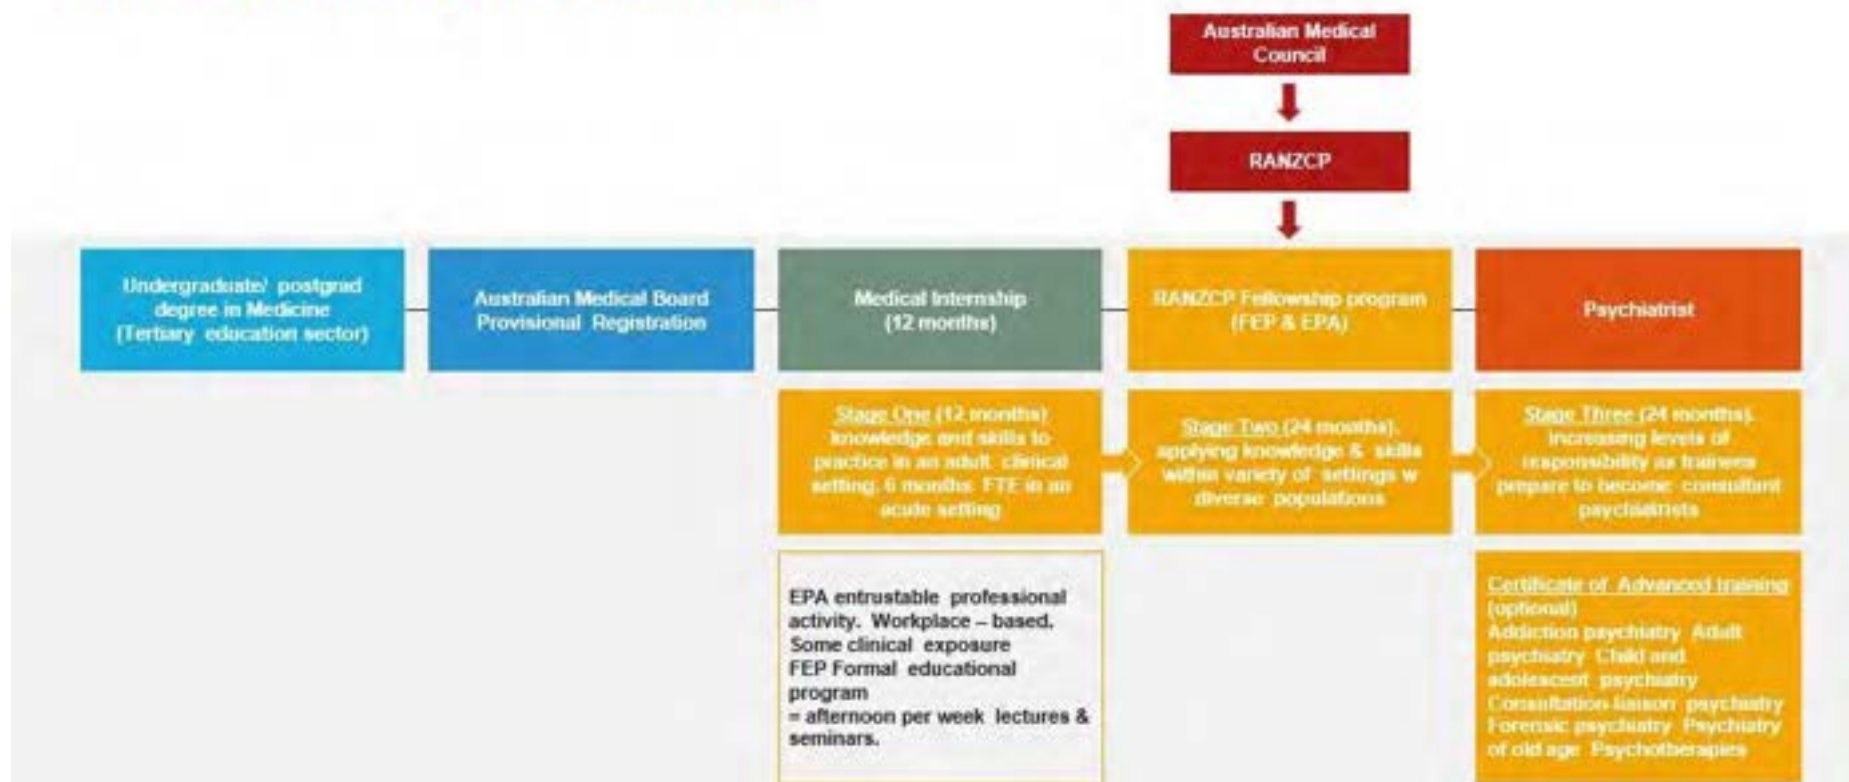 Australian Medical
Council
RANZCP
Undergraduate/ postgrad
degree in Medicine
(Tertiary education sector)
Australian Medical Board
Provisional Registration
Medical Internship
(12 months)
RANZCP Fellowship program
(FEP & EPA)
Psychiatrist
Stage One (12 months)
knowledge and skills to
practice in an adult clinical
setting, 6 months FTE in an
acute setting
Stage Two (24 months).
applying knowledge & skills
within variety of settings w
diverse populations
Stage Three (24 months).
Increasing levels of
responsibility as trainees
prepare to become consultant
psychiatrists
EPA entrustable professional
activity. Workplace – based.
Some clinical exposure
FEP Formal educational
program
= afternoon per week lectures &
seminars.
Certificate of Advanced training
(optional)
Addiction psychiatry Adult
psychiatry Child and
adolescent psychiatry
Consultation-liaison psychiatry
Forensic psychiatry Psychiatry
of old age Psychotherapies